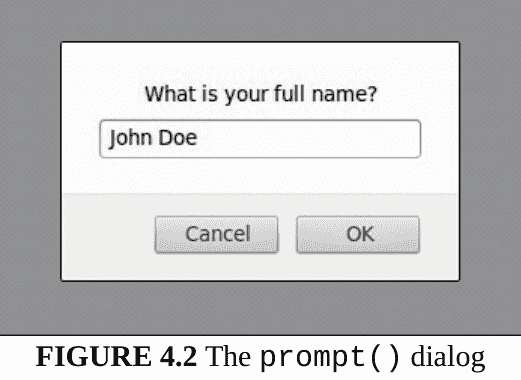 What is your full name?
John Doe
Cancel OK
FIGURE 4.2 The prompt() dialog